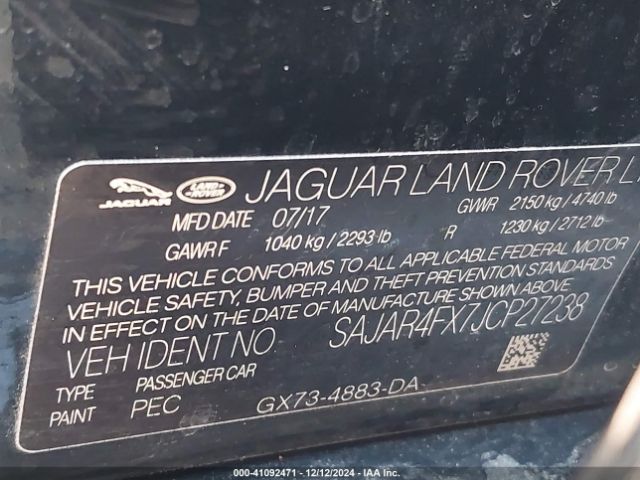 JAGUAR LAND ROVER JAGUAR LAND ROVER
MFD DATE 07/17 GVWR 2150 kg / 4740 lb
GAWR F 1040 kg / 2293 lb R 1230 kg / 2712 lb
THIS VEHICLE CONFORMS TO ALL APPLICABLE FEDERAL MOTOR
VEHICLE SAFETY, BUMPER AND THEFT PREVENTION STANDARDS
IN EFFECT ON THE DATE OF MANUFACTURE SHOWN ABOVE.
VEH IDENT NO SAJAR4FX7JCP27238
TYPE PASSENGER CAR
PAINT PEC GX73-4883-DA
000-41092471 - 12/12/2024 - IAA Inc.